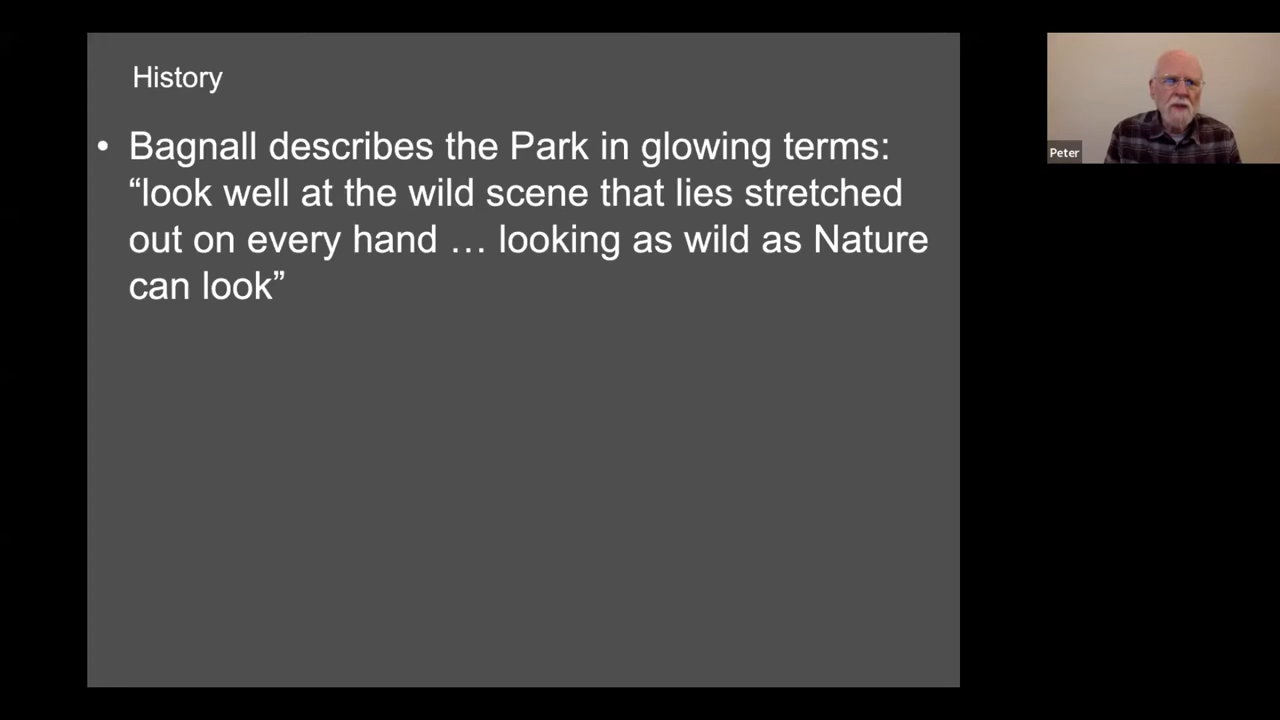 History
• Bagnall describes the Park in glowing terms:
“look well at the wild scene that lies stretched
out on every hand … looking as wild as Nature
can look”
Peter